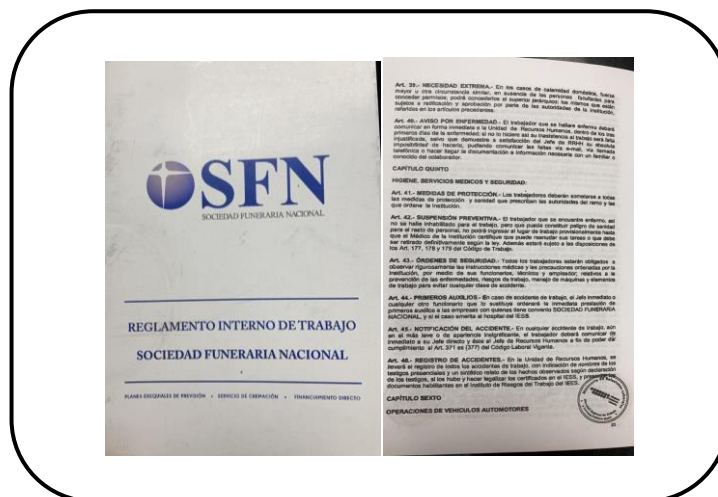 SFN
SOCIEDAD FUNERARIA NACIONAL
REGLAMENTO INTERNO DE TRABAJO
SOCIEDAD FUNERARIA NACIONAL
PLANES EXEQUIALES DE PREVISIÓN • SERVICIO DE CREMACIÓN • FINANCIAMIENTO DIRECTO
Art. 39.- NECESIDAD EXTREMA.- En los casos de calamidad doméstica, fuerza
mayor u otra circunstancia similar, en ausencia de las personas facultadas para
conceder permisos, podrá concederlos el superior jerárquico; los mismos que están
sujetos a ratificación y aprobación por parte de las autoridades de la Institución,
referidas en los artículos precedentes.
Art. 40.- AVISO POR ENFERMEDAD.- El trabajador que se hallare enfermo deberá
comunicar en forma inmediata a la Unidad de Recursos Humanos, dentro de los tres
primeros días de la enfermedad; si no lo hiciere así su inasistencia al trabajo será falta
injustificada, salvo que demuestre a satisfacción del Jefe de RRHH su absoluta
imposibilidad de hacerlo, pudiendo comunicar las faltas vía e-mail, vía llamada
telefónica o hacer llegar la documentación e información necesaria con un familiar o
conocido del colaborador.
CAPÍTULO QUINTO
HIGIENE, SERVICIOS MEDICOS Y SEGURIDAD:
Art. 41.- MEDIDAS DE PROTECCIÓN.- Los trabajadores deberán someterse a todas
las medidas de protección y sanidad que prescriban las autoridades del ramo y las
que ordene la Institución.
Art. 42.- SUSPENSIÓN PREVENTIVA.- El trabajador que se encuentre enfermo, así
no se halle inhabilitado para el trabajo, pero que pueda constituir peligro de sanidad
para el resto de personal, no podrá ingresar al lugar de trabajo provisionalmente hasta
que el Médico de la Institución certifique que puede reanudar sus tareas o que debe
ser retirado definitivamente según la ley. Además estará sujeto a las disposiciones de
los Art. 177, 178 y 179 del Código de Trabajo.
Art. 43.- ÓRDENES DE SEGURIDAD.- Todos los trabajadores estarán obligados a
observar rigurosamente las instrucciones médicas y las precauciones ordenadas por la
Institución, por medio de sus funcionarios, técnicos y empleador, relativas a la
prevención de las enfermedades, riesgos de trabajo, manejo de maquinas y elementos
de trabajo para evitar cualquier clase de accidente.
Art. 44.- PRIMEROS AUXILIOS.- En caso de accidente de trabajo, el Jefe inmediato o
cualquier otro funcionario que lo sustituye ordenará la inmediata prestación de
primeros auxilios a las empresas con quienes tiene convenio SOCIEDAD FUNERARIA
NACIONAL, y si el caso amerita al hospital del IESS.
Art. 45.- NOTIFICACIÓN DEL ACCIDENTE.- En cualquier accidente de trabajo, aún
en el más leve o de apariencia insignificante, el trabajador deberá comunicar de
inmediato a su Jefe directo y ésta al Jefe de Recursos Humanos a fin de poder dar
cumplimiento al Art. 371 ex (377) del Código Laboral Vigente.
Art. 46.- REGISTRO DE ACCIDENTES.- En la Unidad de Recursos Humanos, se
llevará el registro de todos los accidentes de trabajo, con indicación de nombres de los
testigos presenciales y un sintético relato de los hechos observados según declaración
de los testigos, si los hubo y hacer legalizar los certificados en el IESS, y los
documentos habilitantes en el Instituto de Riesgos del Trabajo del IESS.
CAPÍTULO SEXTO
OPERACIONES DE VEHICULOS AUTOMOTORES